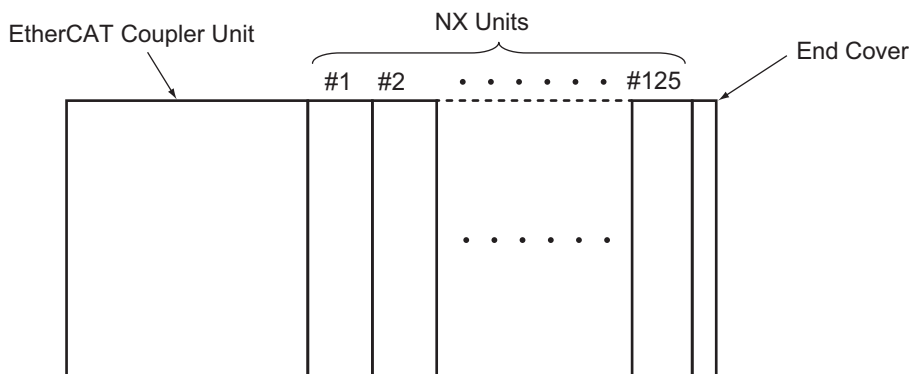 NX Units
EtherCAT Coupler Unit
End Cover
#1 #2 . . . . . . #125
. . . . . .